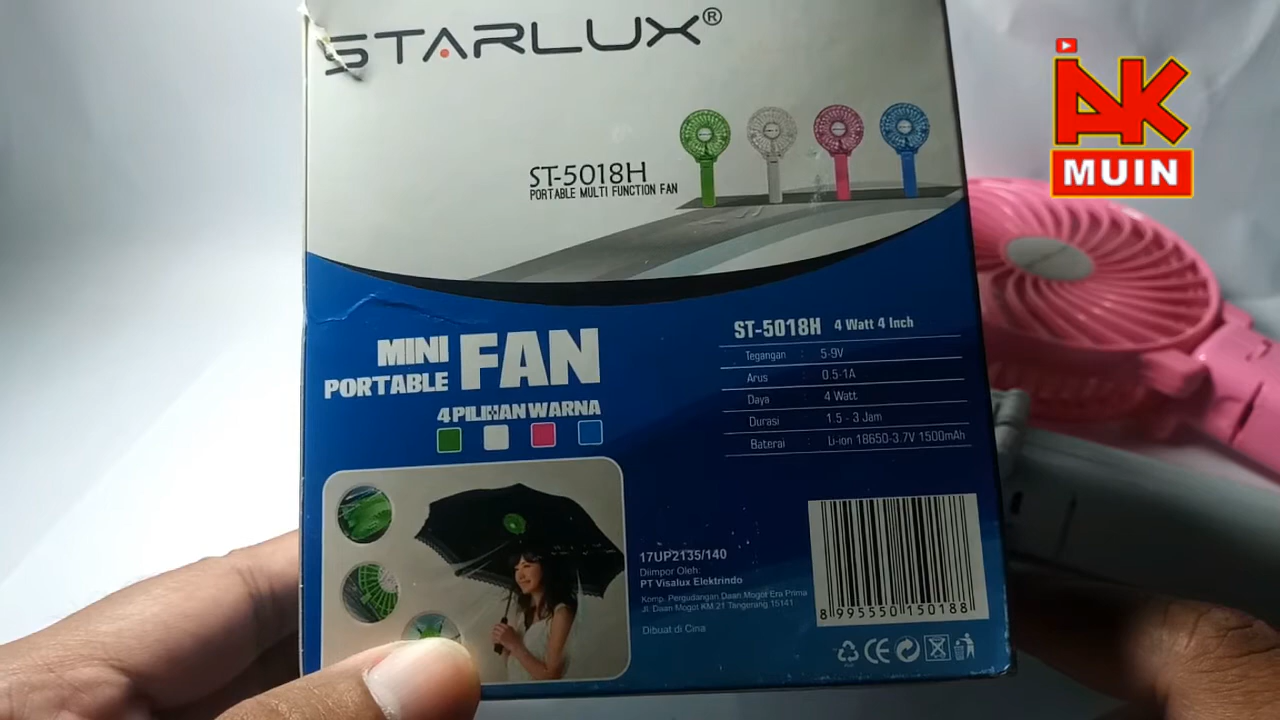 STARLUX®
AK
MUIN
ST-5018H
PORTABLE MULTI FUNCTION FAN
MINI
PORTABLE
FAN
4 PILIHAN WARNA
ST-5018H 4 Watt 4 Inch
Tegangan : 5-9V
Arus : 0.5-1A
Daya : 4 Watt
Durasi : 1.5 - 3 Jam
Baterai : Li-ion 18650-3.7V 1500mAh
17UP2135/140
Diimpor Oleh:
PT Visalux Elektrindo
Komp. Pergudangan Daan Mogot Era Prima
Jl. Daan Mogot KM.21 Tangerang 15141
Dibuat di Cina
8 995550 150188
CE